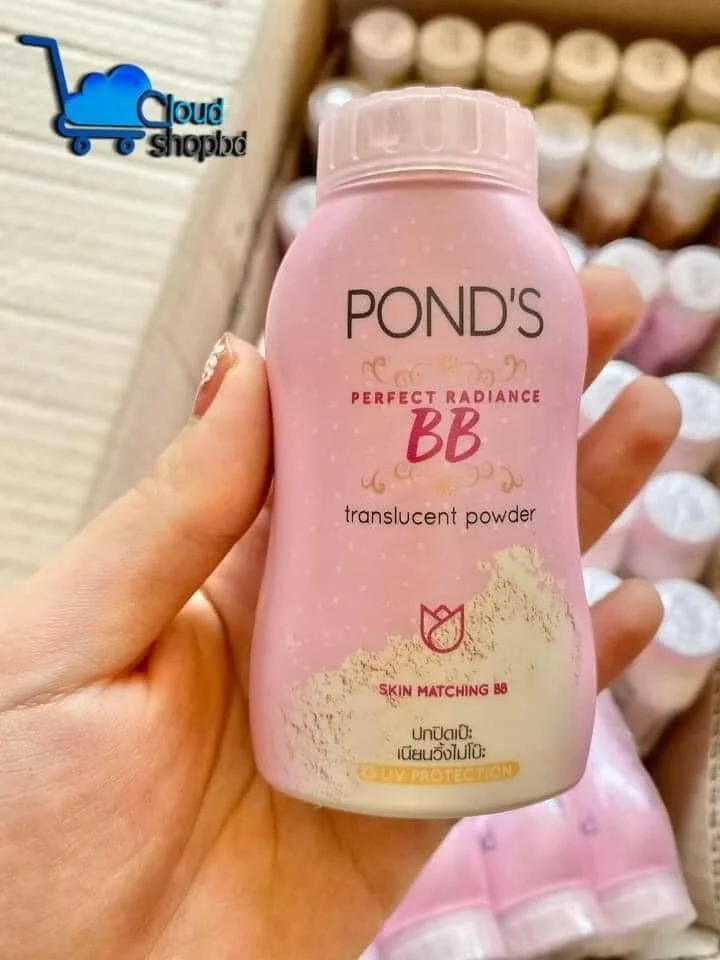 Cloud
shopbd
POND'S
PERFECT RADIANCE
BB
translucent powder
SKIN MATCHING BB
ปกปิดเป๊ะ
เนียนวิ้งไม่โป๊ะ
UV PROTECTION